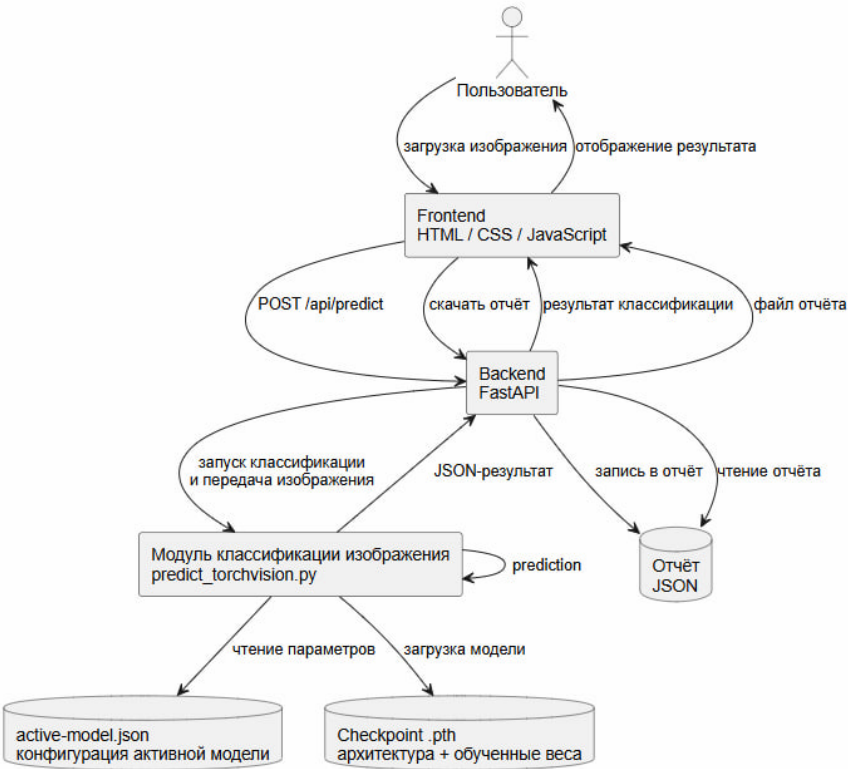 Пользователь
загрузка изображения
отображение результата
Frontend
HTML / CSS / JavaScript
POST /api/predict
скачать отчёт
результат классификации
файл отчёта
Backend
FastAPI
запуск классификации
и передача изображения
JSON-результат
запись в отчёт
чтение отчёта
Модуль классификации изображения
predict_torchvision.py
prediction
Отчёт
JSON
чтение параметров
загрузка модели
active-model.json
конфигурация активной модели
Checkpoint .pth
архитектура + обученные веса